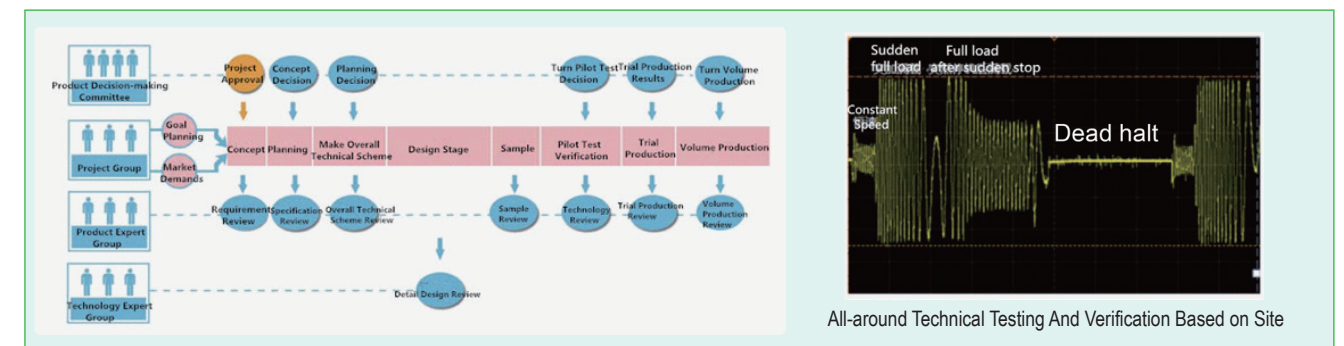 Product Decision-making
Committee
Project
Approval
Concept
Decision
Planning
Decision
Turn Pilot Test
Decision
Trial Production
Results
Turn Volume
Production
Goal
Planning
Project Group
Market
Demands
Concept
Planning
Make Overall
Technical Scheme
Design Stage
Sample
Pilot Test
Verification
Trial
Production
Volume Production
Product Expert
Group
Requirement
Review
Specification
Review
Overall Technical
Scheme Review
Sample
Review
Technology
Review
Trial Production
Review
Volume
Production
Review
Technology Expert
Group
Detail Design Review
Sudden
full load
Full load
after sudden stop
Constant
Speed
Dead halt
All-around Technical Testing And Verification Based on Site